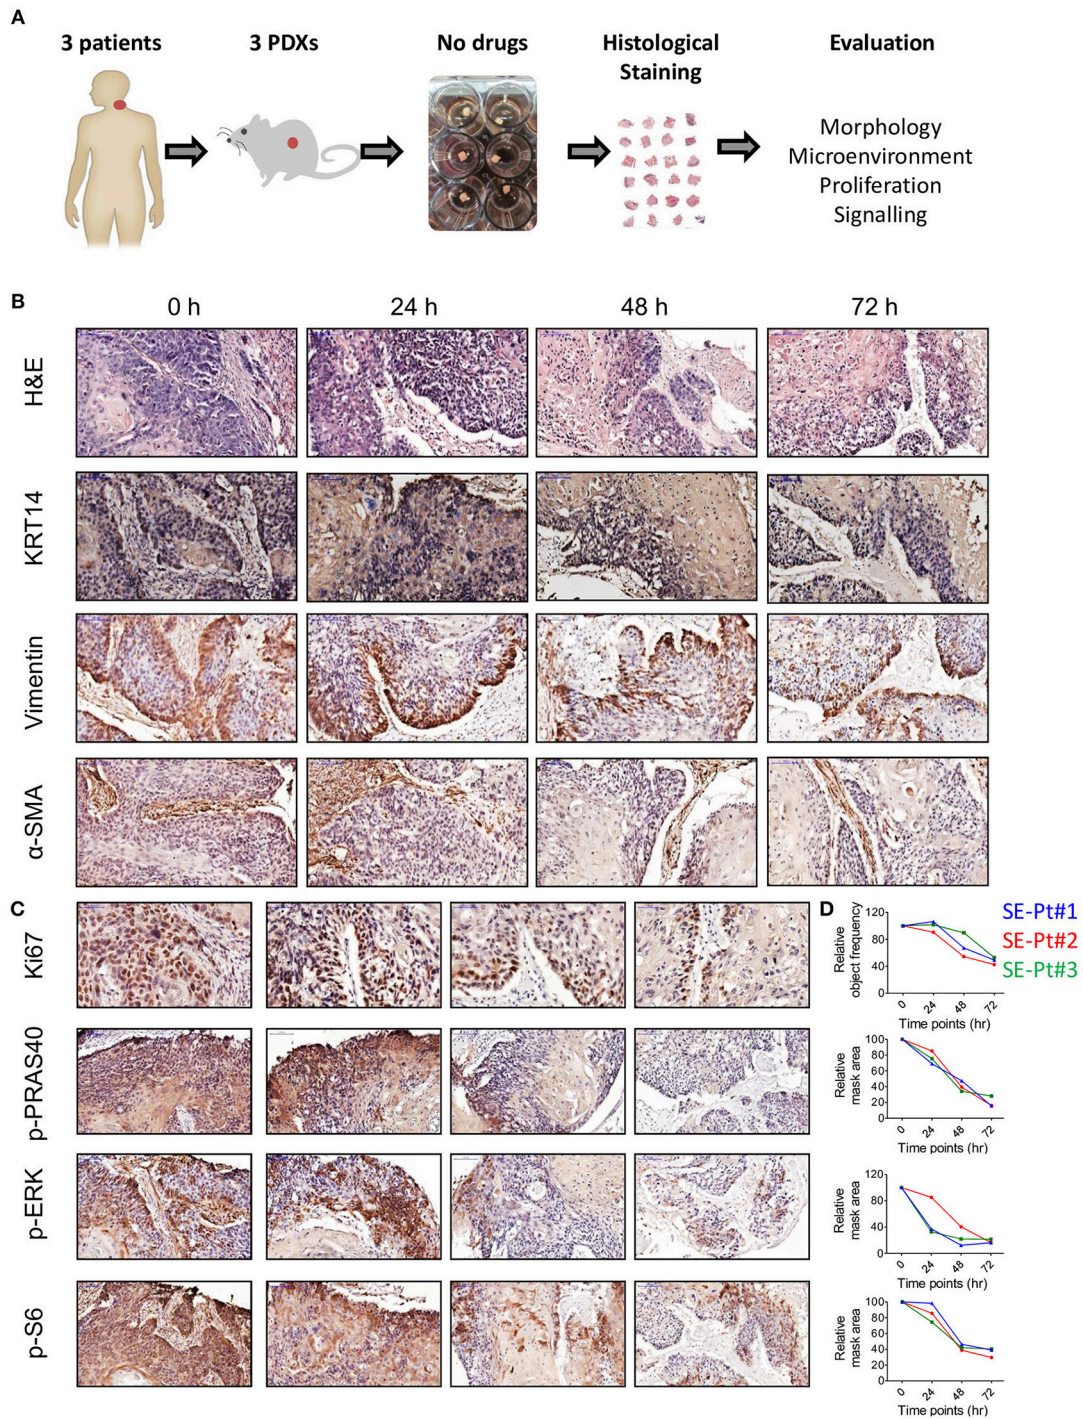 A
3 patients
3 PDXs
No drugs
Histological
Staining
Evaluation
Morphology
Microenvironment
Proliferation
Signalling
B
0 h
24 h
48 h
72 h
H&E
KRT14
Vimentin
α-SMA
C
Ki67
p-PRAS40
p-ERK
p-S6
D
SE-Pt#1
SE-Pt#2
SE-Pt#3
Relative
object frequency
120
80
40
0
0 24 48 72
Time points (hr)
Relative
mask area
100
80
60
40
20
0
0 24 48 72
Time points (hr)
Relative
mask area
120
80
40
0
0 24 48 72
Time points (hr)
Relative
mask area
100
80
60
40
20
0
0 24 48 72
Time points (hr)